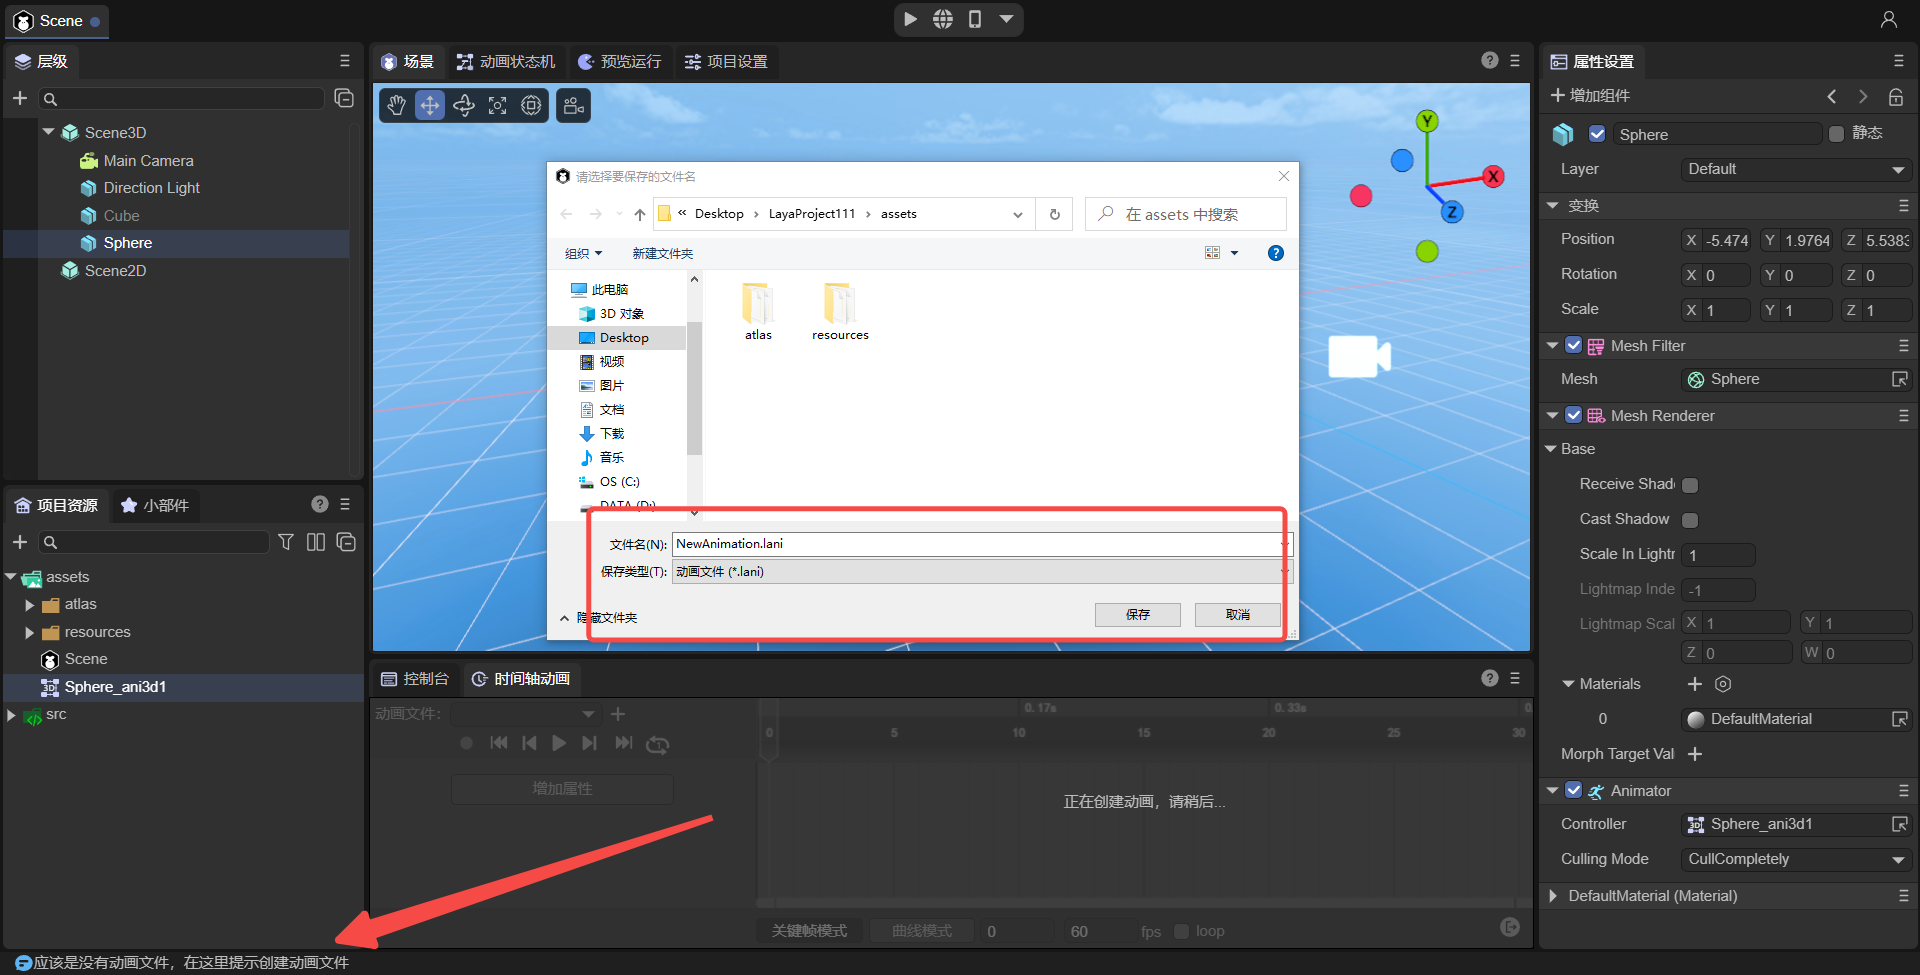 Scene
层级
场景
动画状态机
预览运行
项目设置
属性设置
增加组件
Scene3D
Main Camera
Direction Light
Cube
Sphere
Scene2D
Y
X
Z
请选择要保存的文件名
« Desktop › LayaProject111 › assets
在 assets 中搜索
组织
新建文件夹
此电脑
3D 对象
Desktop
视频
图片
文档
下载
音乐
OS (C:)
DATA (D:)
atlas
resources
文件名(N): NewAnimation.lani
保存类型(T): 动画文件 (*.lani)
隐藏文件夹
保存
取消
项目资源
小部件
assets
atlas
resources
Scene
Sphere_ani3d1
src
控制台
时间轴动画
动画文件:
0.17s
0.33s
0.
0 5 10 15 20 25 30
增加属性
正在创建动画，请稍后...
关键帧模式
曲线模式
0
60
fps
loop
应该是没有动画文件，在这里提示创建动画文件
Sphere
静态
Layer Default
变换
Position X -5.474 Y 1.9764 Z 5.5383
Rotation X 0 Y 0 Z 0
Scale X 1 Y 1 Z 1
Mesh Filter
Mesh Sphere
Mesh Renderer
Base
Receive Shad
Cast Shadow
Scale In Lightr 1
Lightmap Inde -1
Lightmap Scal X 1 Y 1
Z 0 W 0
Materials
0 DefaultMaterial
Morph Target Val
Animator
Controller Sphere_ani3d1
Culling Mode CullCompletely
DefaultMaterial (Material)